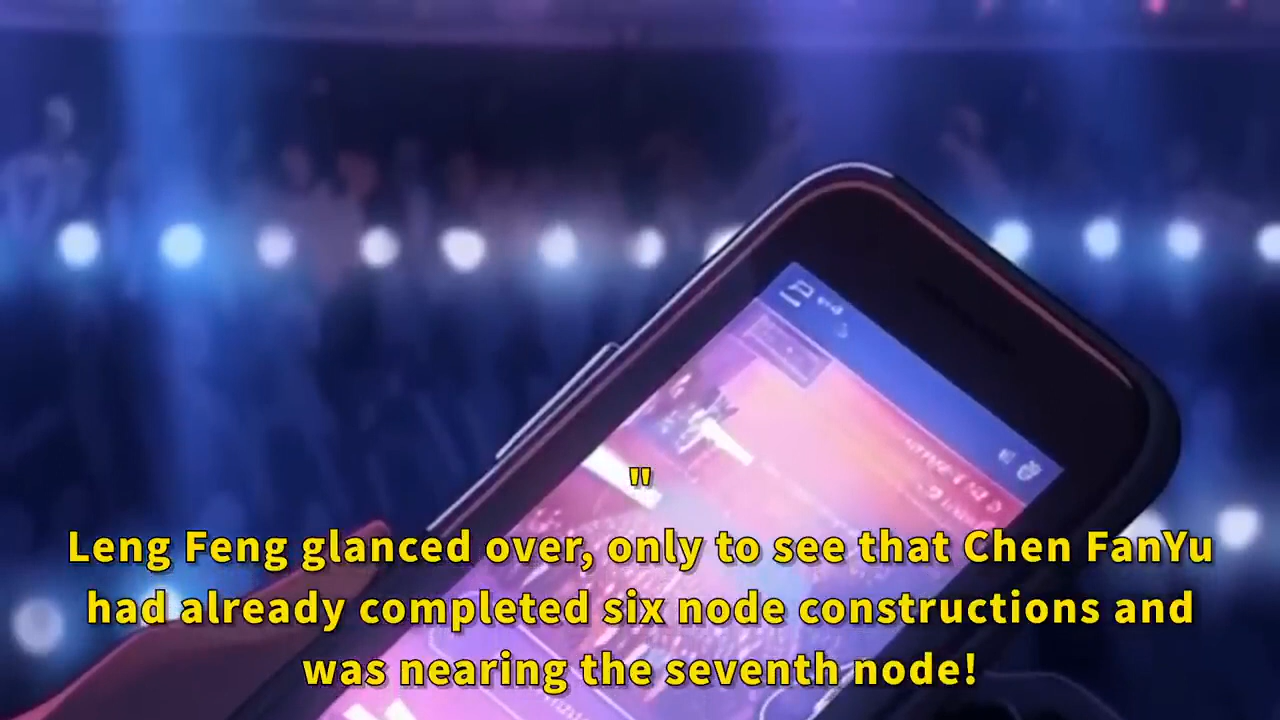 "
Leng Feng glanced over, only to see that Chen FanYu
had already completed six node constructions and
was nearing the seventh node!